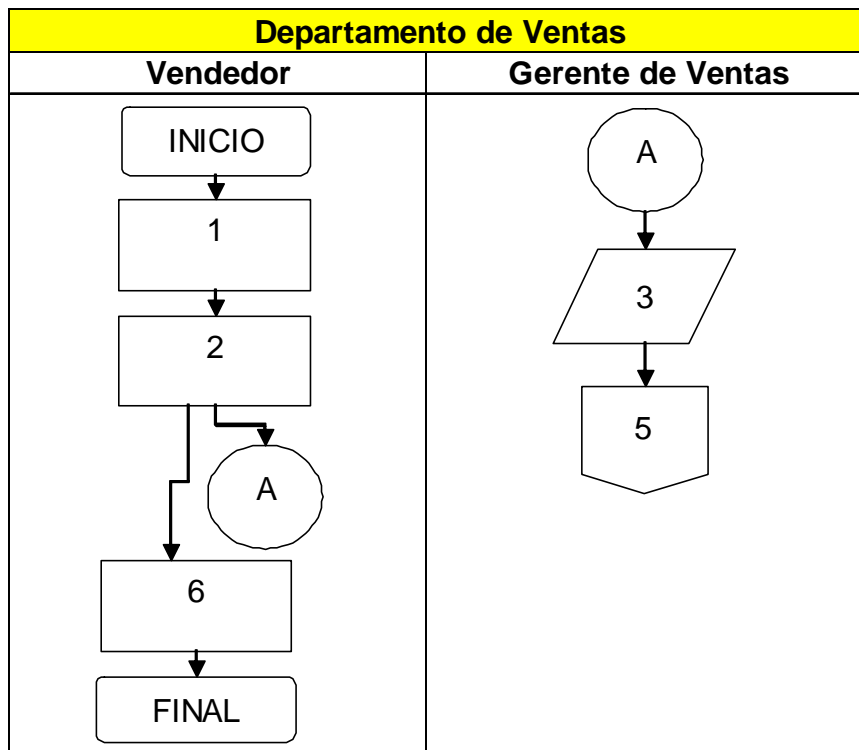 Departamento de Ventas
Vendedor
Gerente de Ventas
INICIO
1
2
A
6
FINAL
A
3
5